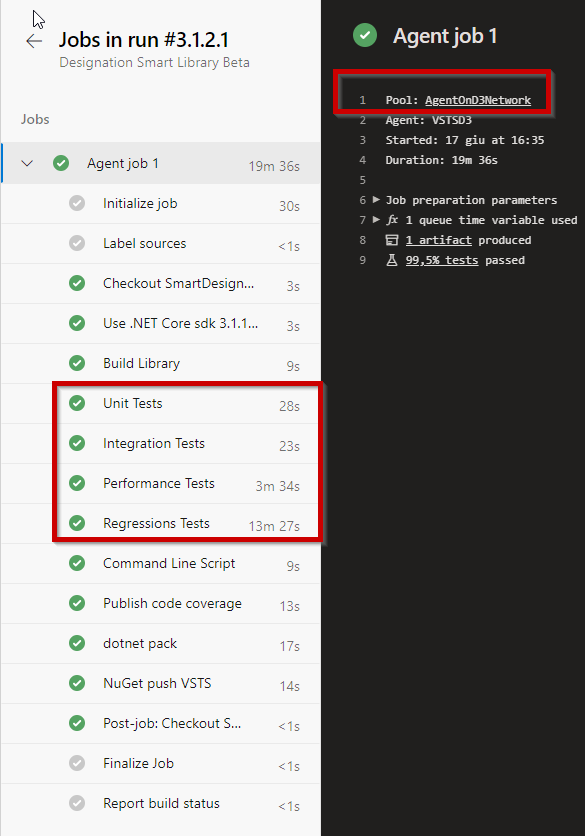 Jobs in run #3.1.2.1
Designation Smart Library Beta
Jobs
Agent job 1 19m 36s
Initialize job 30s
Label sources <1s
Checkout SmartDesign... 3s
Use .NET Core sdk 3.1.1... 3s
Build Library 9s
Unit Tests 28s
Integration Tests 23s
Performance Tests 3m 34s
Regressions Tests 13m 27s
Command Line Script 9s
Publish code coverage 13s
dotnet pack 17s
NuGet push VSTS 14s
Post-job: Checkout S... <1s
Finalize Job <1s
Report build status <1s
Agent job 1
1 Pool: AgentOnD3Network
2 Agent: VSTSD3
3 Started: 17 giu at 16:35
4 Duration: 19m 36s
5
6 Job preparation parameters
7 fx 1 queue time variable used
8 1 artifact produced
9 99,5% tests passed